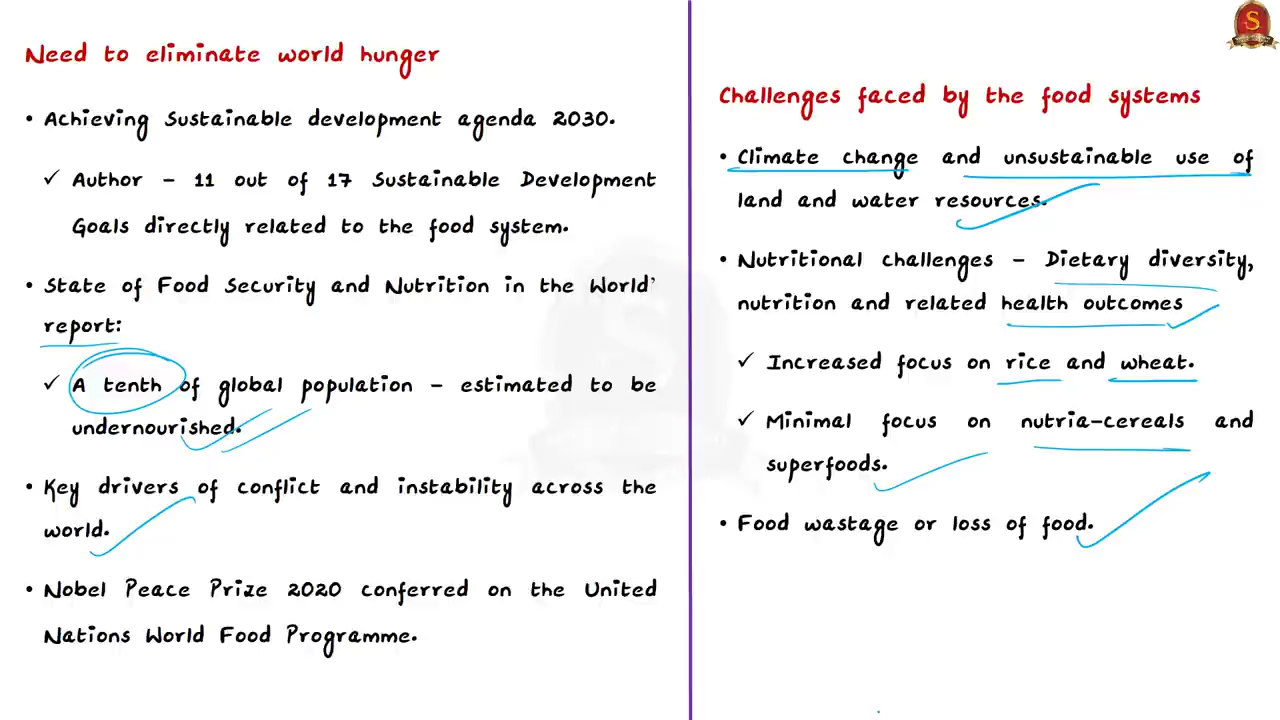 Need to eliminate world hunger
• Achieving Sustainable development agenda 2030.
✓ Author – 11 out of 17 Sustainable Development
Goals directly related to the food system.
• State of Food Security and Nutrition in the World'
report:
✓ A tenth of global population – estimated to be
undernourished.
• Key drivers of conflict and instability across the
world.
• Nobel Peace Prize 2020 conferred on the United
Nations World Food Programme.
Challenges faced by the food systems
• Climate change and unsustainable use of
land and water resources.
• Nutritional challenges – Dietary diversity,
nutrition and related health outcomes
✓ Increased focus on rice and wheat.
✓ Minimal focus on nutria-cereals and
superfoods.
• Food wastage or loss of food.
S